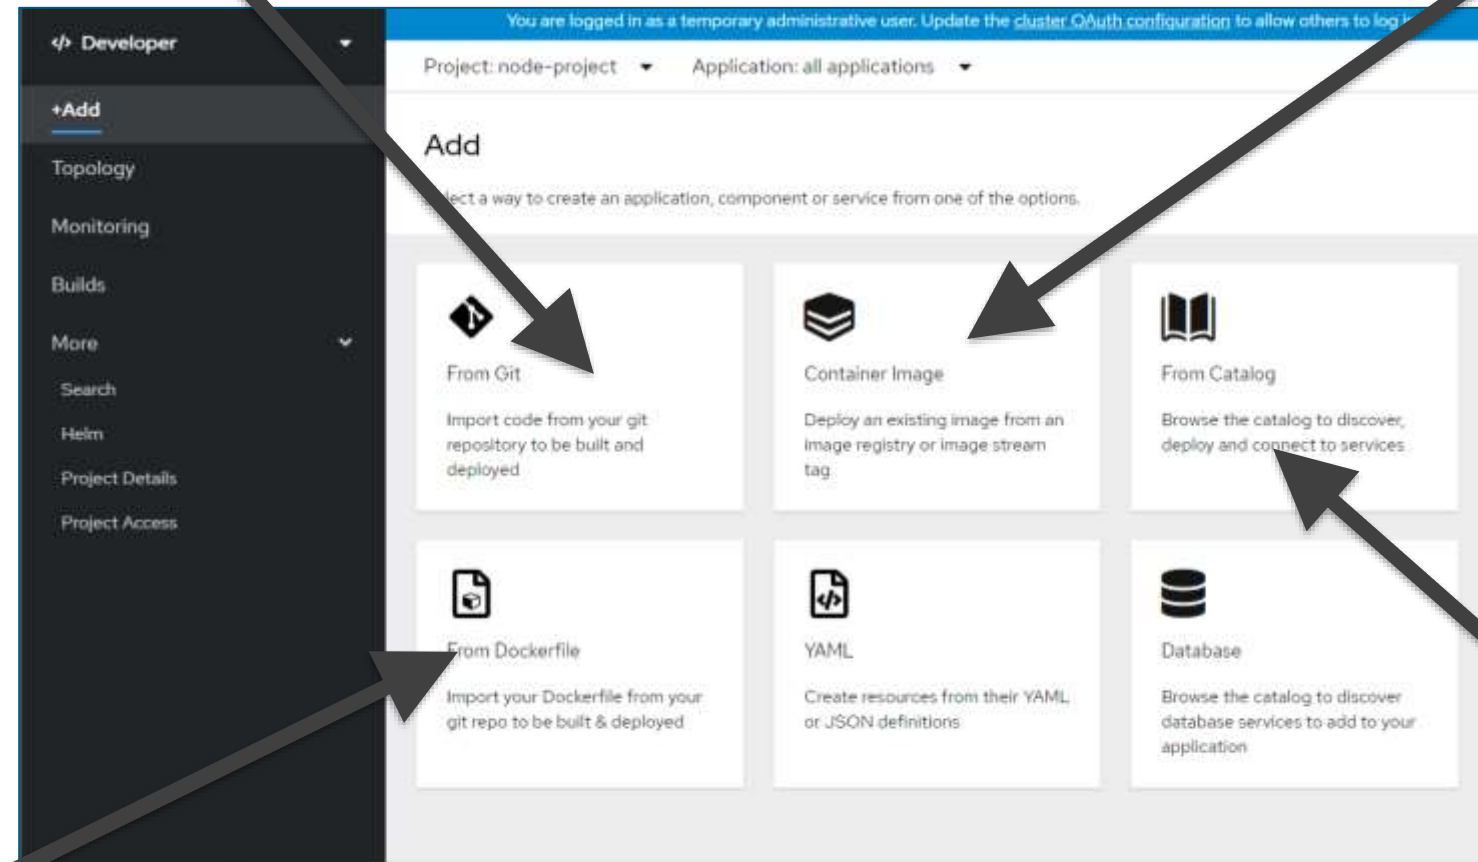 You are logged in as a temporary administrative user. Update the cluster OAuth configuration to allow others to log
</> Developer
Project: node-project
Application: all applications
+Add
Topology
Monitoring
Builds
More
Search
Helm
Project Details
Project Access
Add
a way to create an application, component or service from one of the options.
From Git
Import code from your git
repository to be built and
deployed
Container Image
Deploy an existing image from an
image registry or image stream
tag
From Catalog
Browse the catalog to discover,
deploy and connect to services
From Dockerfile
Import your Dockerfile from your
git repo to be built & deployed
YAML
Create resources from their YAML
or JSON definitions
Database
Browse the catalog to discover
database services to add to your
application